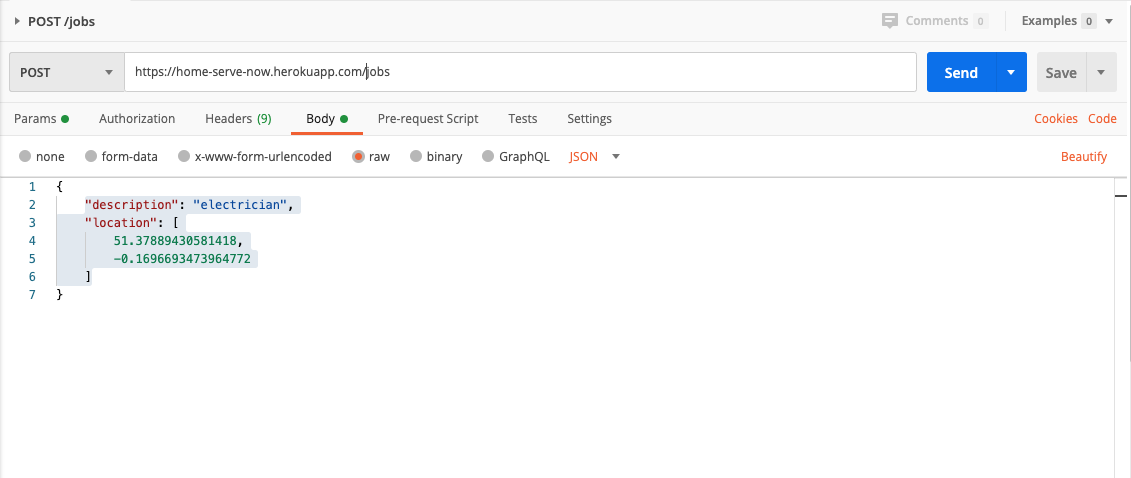 POST /jobs Comments 0 Examples 0
POST https://home-serve-now.herokuapp.com/jobs Send Save
Params Authorization Headers (9) Body Pre-request Script Tests Settings Cookies Code
none form-data x-www-form-urlencoded raw binary GraphQL JSON Beautify
1 {
2 "description": "electrician",
3 "location": [
4 51.37889430581418,
5 -0.1696693473964772
6 ]
7 }